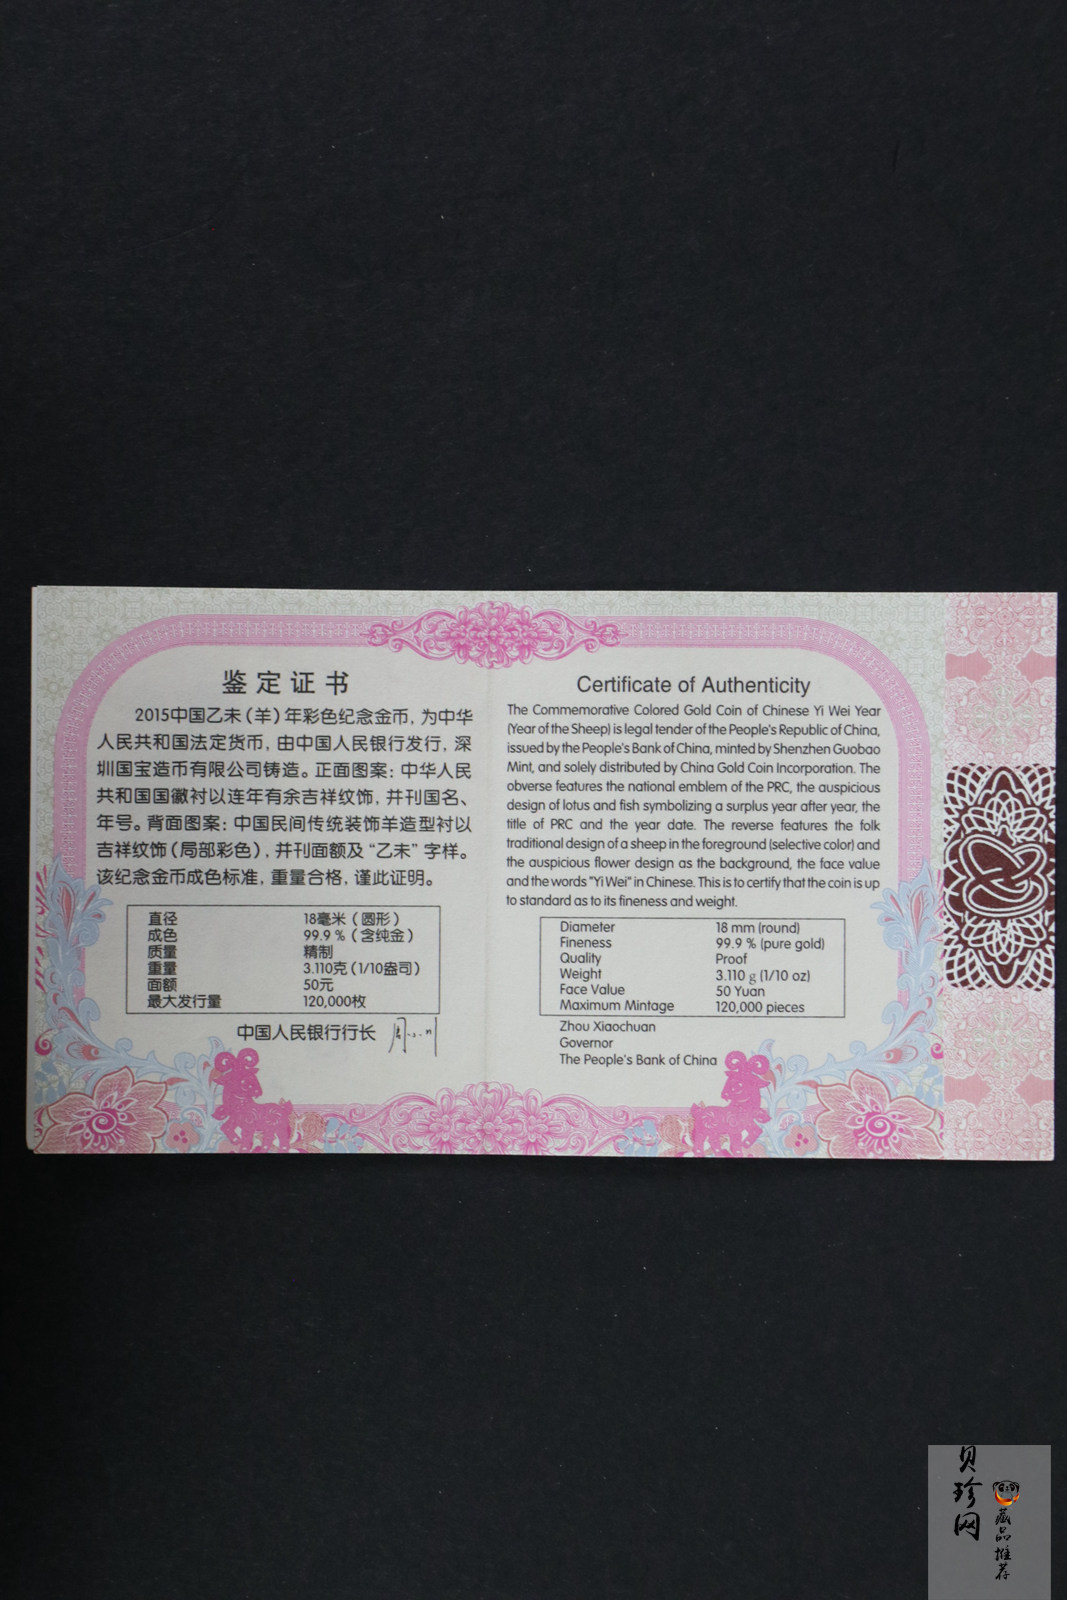 鉴定证书
2015中国乙未(羊)年彩色纪念金币，为中华
人民共和国法定货币，由中国人民银行发行，深
圳国宝造币有限公司铸造。正面图案：中华人民
共和国国徽衬以连年有余吉祥纹饰，并刊国名、
年号。背面图案：中国民间传统装饰羊造型衬以
吉祥纹饰(局部彩色)，并刊面额及“乙未”字样。
该纪念金币成色标准，重量合格，谨此证明。
直径 18毫米（圆形）
成色 99.9 %（含纯金）
质量 精制
重量 3.110克(1/10盎司)
面额 50元
最大发行量 120,000枚
中国人民银行行长
Certificate of Authenticity
The Commemorative Colored Gold Coin of Chinese Yi Wei Year
(Year of the Sheep) is legal tender of the People's Republic of China,
issued by the People's Bank of China, minted by Shenzhen Guobao
Mint, and solely distributed by China Gold Coin Incorporation. The
obverse features the national emblem of the PRC, the auspicious
design of lotus and fish symbolizing a surplus year after year, the
title of PRC and the year date. The reverse features the folk
traditional design of a sheep in the foreground (selective color) and
the auspicious flower design as the background, the face value
and the words "Yi Wei" in Chinese. This is to certify that the coin is up
to standard as to its fineness and weight.
Diameter 18 mm (round)
Fineness 99.9 % (pure gold)
Quality Proof
Weight 3.110 g (1/10 oz)
Face Value 50 Yuan
Maximum Mintage 120,000 pieces
Zhou Xiaochuan
Governor
The People's Bank of China
贝珍网
藏品推荐